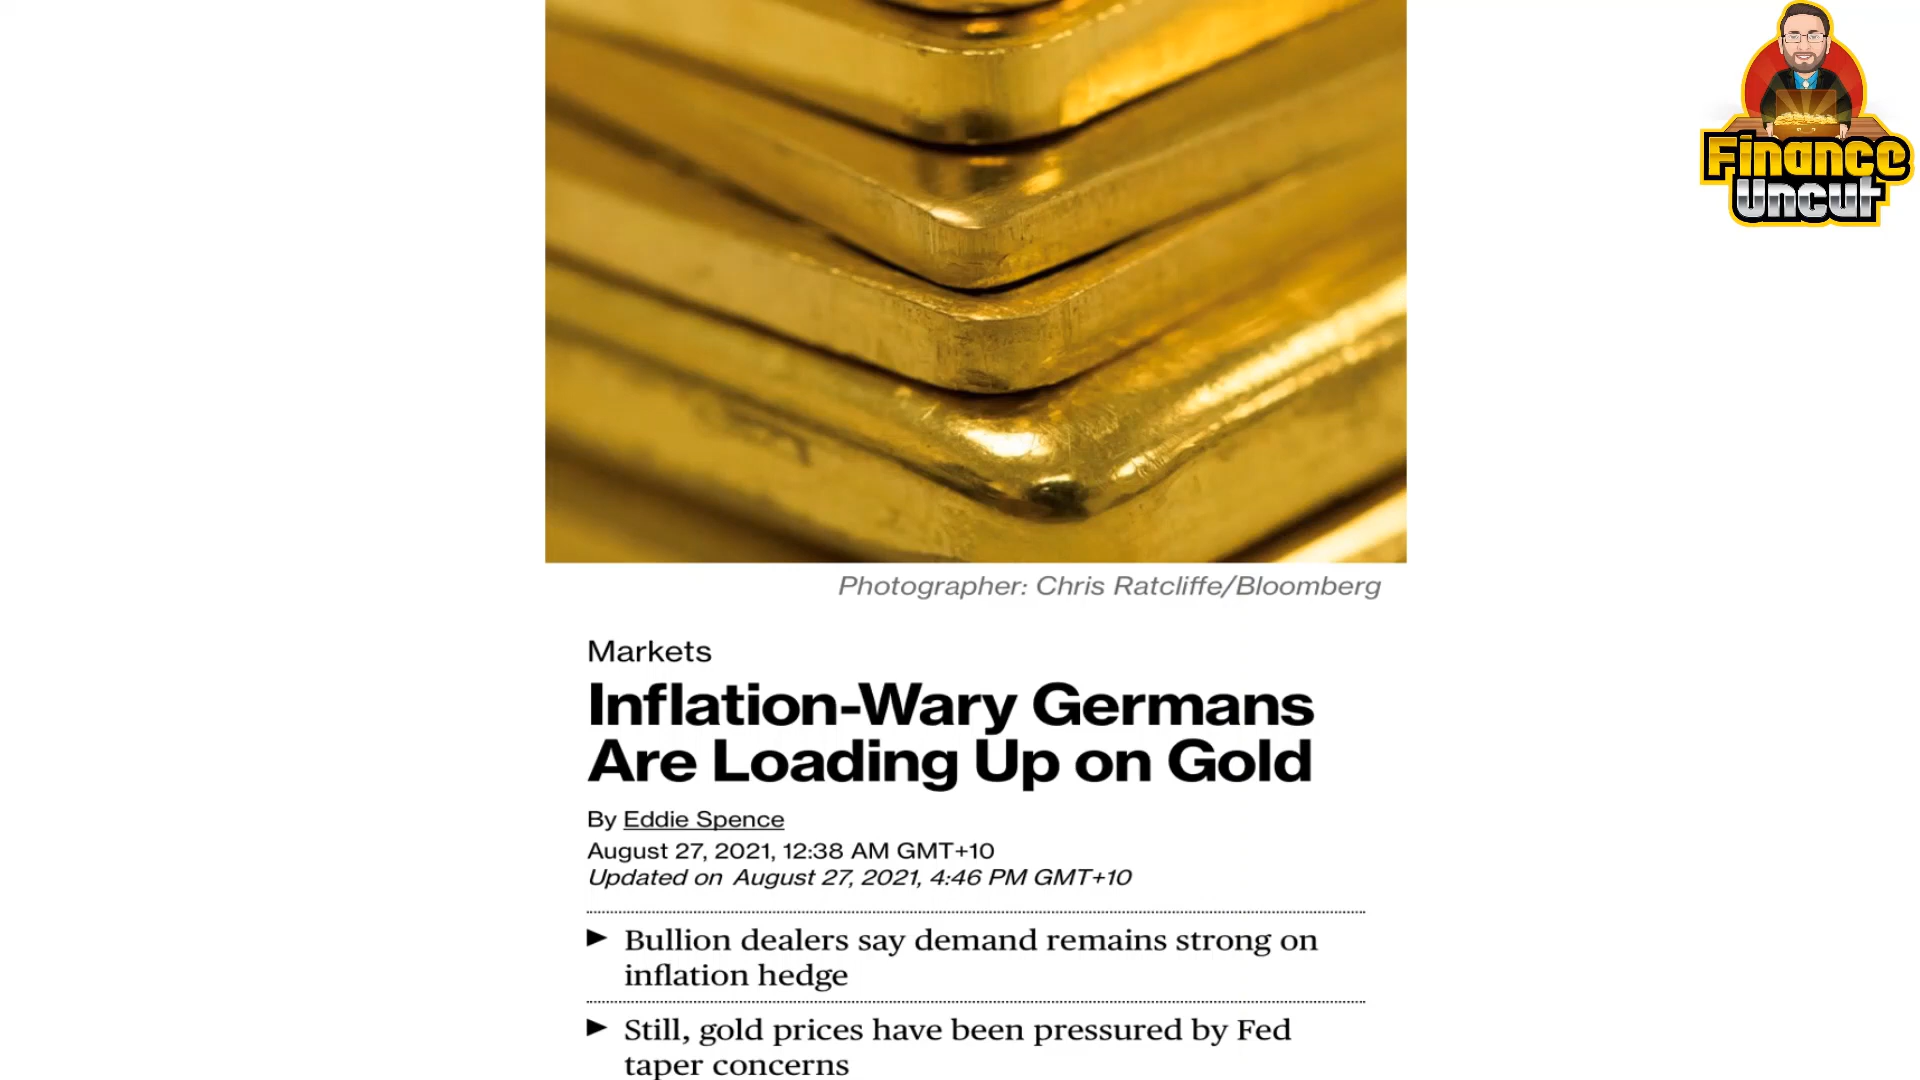 Finance
Uncut
Photographer: Chris Ratcliffe/Bloomberg
Markets
Inflation-Wary Germans
Are Loading Up on Gold
By Eddie Spence
August 27, 2021, 12:38 AM GMT+10
Updated on August 27, 2021, 4:46 PM GMT+10
Bullion dealers say demand remains strong on
inflation hedge
Still, gold prices have been pressured by Fed
taper concerns